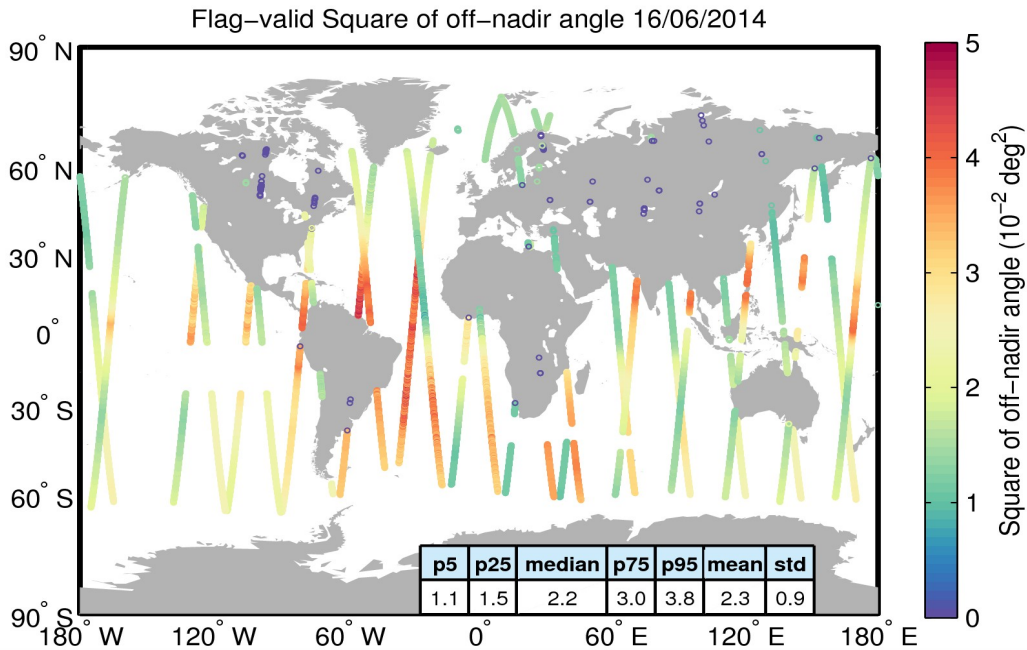 Flag−valid Square of off−nadir angle 16/06/2014
90° N
60° N
30° N
0°
30° S
60° S
90° S
180° W
120° W
60° W
0°
60° E
120° E
180° E
p5 p25 median p75 p95 mean std
1.1 1.5 2.2 3.0 3.8 2.3 0.9
5
4
3
2
1
0
Square of off−nadir angle (10⁻² deg²)